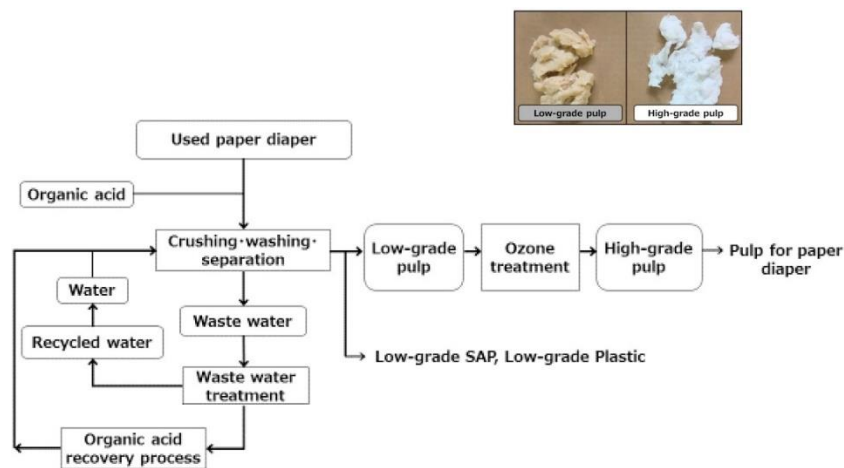 Low-grade pulp
High-grade pulp
Used paper diaper
Organic acid
Crushing·washing·
separation
Low-grade
pulp
Ozone
treatment
High-grade
pulp
Pulp for paper
diaper
Water
Waste water
Recycled water
Low-grade SAP, Low-grade Plastic
Waste water
treatment
Organic acid
recovery process